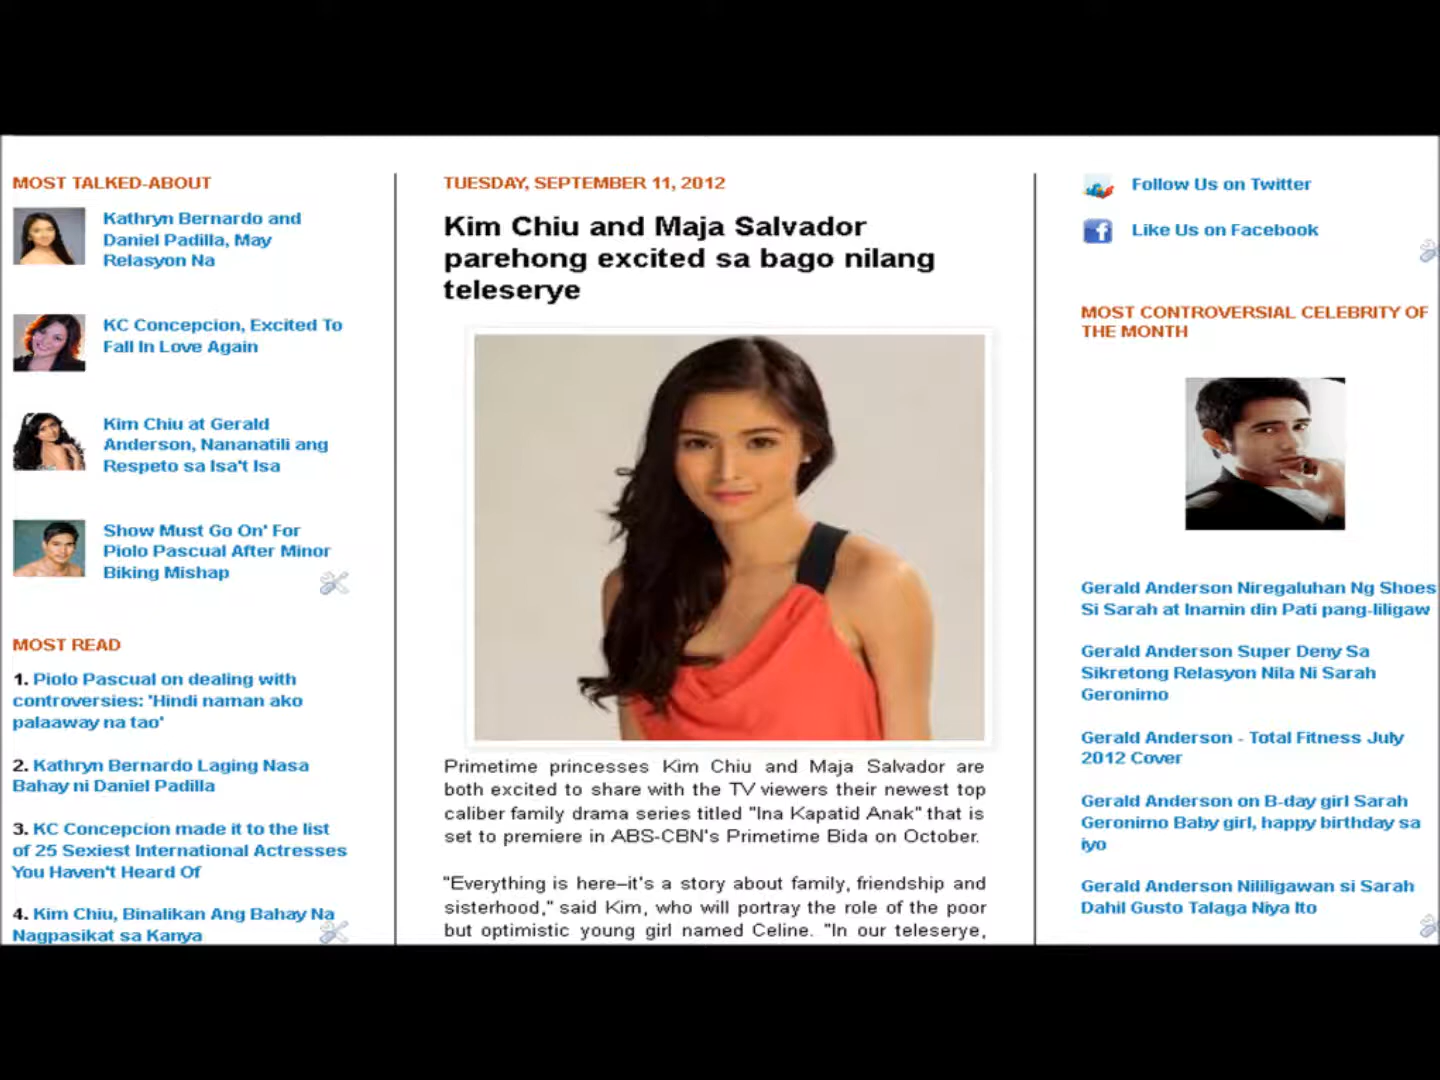 MOST TALKED-ABOUT
Kathryn Bernardo and
Daniel Padilla, May
Relasyon Na
KC Concepcion, Excited To
Fall In Love Again
Kim Chiu at Gerald
Anderson, Nananatili ang
Respeto sa Isa't Isa
Show Must Go On' For
Piolo Pascual After Minor
Biking Mishap
MOST READ
1. Piolo Pascual on dealing with
controversies: 'Hindi naman ako
palaaway na tao'
2. Kathryn Bernardo Laging Nasa
Bahay ni Daniel Padilla
3. KC Concepcion made it to the list
of 25 Sexiest International Actresses
You Haven't Heard Of
4. Kim Chiu, Binalikan Ang Bahay Na
Nagpasikat sa Kanya
TUESDAY, SEPTEMBER 11, 2012
Kim Chiu and Maja Salvador
parehong excited sa bago nilang
teleserye
Primetime princesses Kim Chiu and Maja Salvador are
both excited to share with the TV viewers their newest top
caliber family drama series titled "Ina Kapatid Anak" that is
set to premiere in ABS-CBN's Primetime Bida on October.
"Everything is here–it's a story about family, friendship and
sisterhood," said Kim, who will portray the role of the poor
but optimistic young girl named Celine. "In our teleserye,
Follow Us on Twitter
Like Us on Facebook
MOST CONTROVERSIAL CELEBRITY OF
THE MONTH
Gerald Anderson Niregaluhan Ng Shoes
Si Sarah at Inamin din Pati pang-liligaw
Gerald Anderson Super Deny Sa
Sikretong Relasyon Nila Ni Sarah
Geronimo
Gerald Anderson - Total Fitness July
2012 Cover
Gerald Anderson on B-day girl Sarah
Geronimo Baby girl, happy birthday sa
iyo
Gerald Anderson Nililigawan si Sarah
Dahil Gusto Talaga Niya Ito